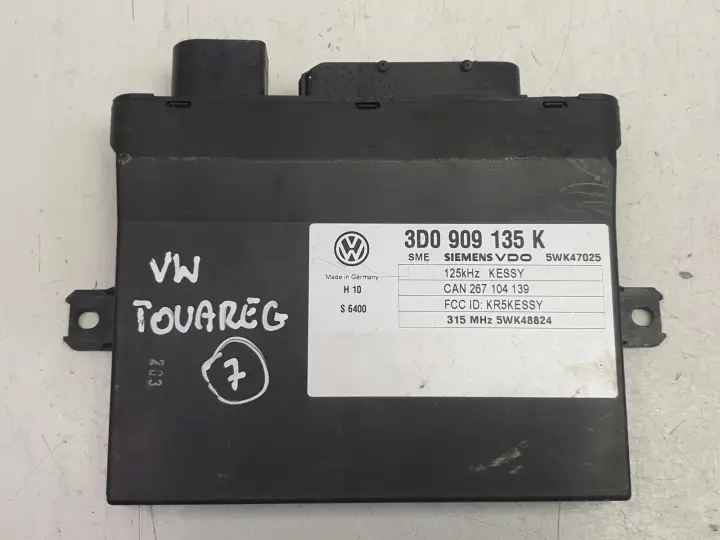 VW
TOUAREG
7
203
3D0 909 135 K
SME SIEMENS VDO 5WK47025
Made in Germany
H 10
S 6400
125kHz KESSY
CAN 267 104 139
FCC ID: KR5KESSY
315 MHz 5WK48824